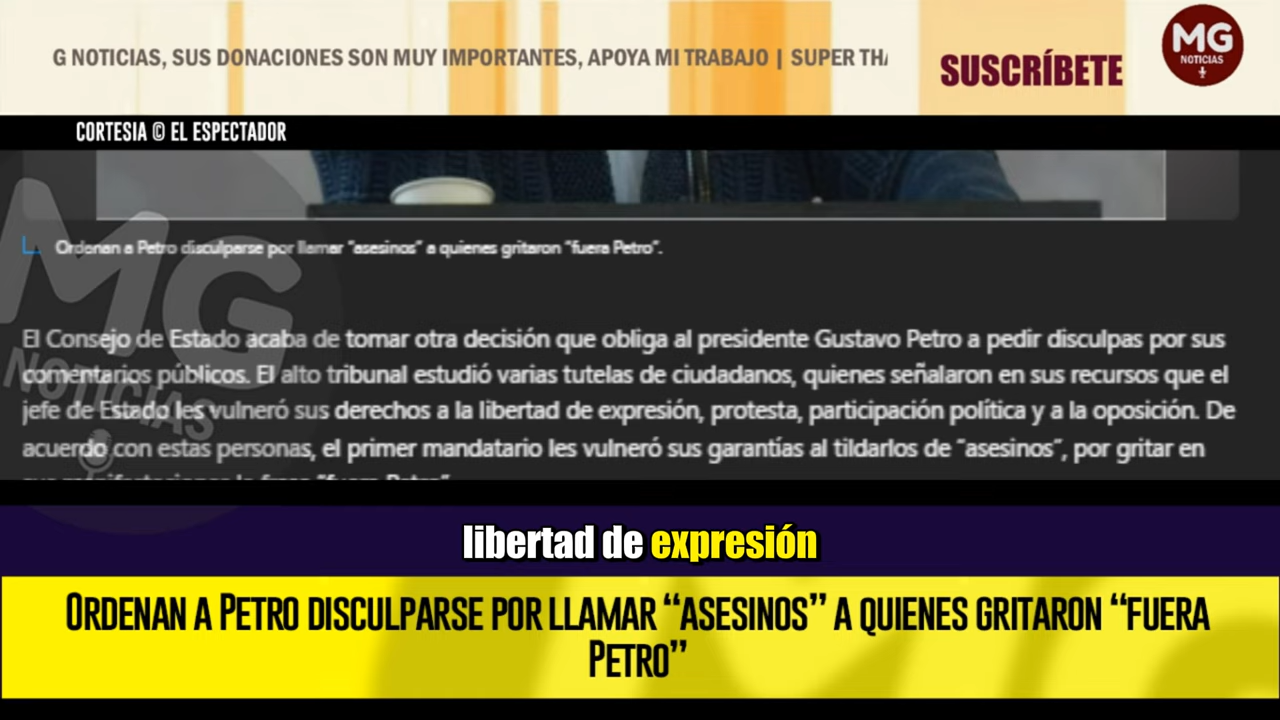 G NOTICIAS, SUS DONACIONES SON MUY IMPORTANTES, APOYA MI TRABAJO | SUPER THA
SUSCRÍBETE
MG
NOTICIAS
CORTESIA © EL ESPECTADOR
Ordenan a Petro disculparse por llamar “asesinos” a quienes gritaron “fuera Petro”.
El Consejo de Estado acaba de tomar otra decisión que obliga al presidente Gustavo Petro a pedir disculpas por sus
comentarios públicos. El alto tribunal estudió varias tutelas de ciudadanos, quienes señalaron en sus recursos que el
jefe de Estado les vulneró sus derechos a la libertad de expresión, protesta, participación política y a la oposición. De
acuerdo con estas personas, el primer mandatario les vulneró sus garantías al tildarlos de “asesinos”, por gritar en
MG
NOTICIAS
libertad de expresión
ORDENAN A PETRO DISCULPARSE POR LLAMAR “ASESINOS” A QUIENES GRITARON “FUERA
PETRO”